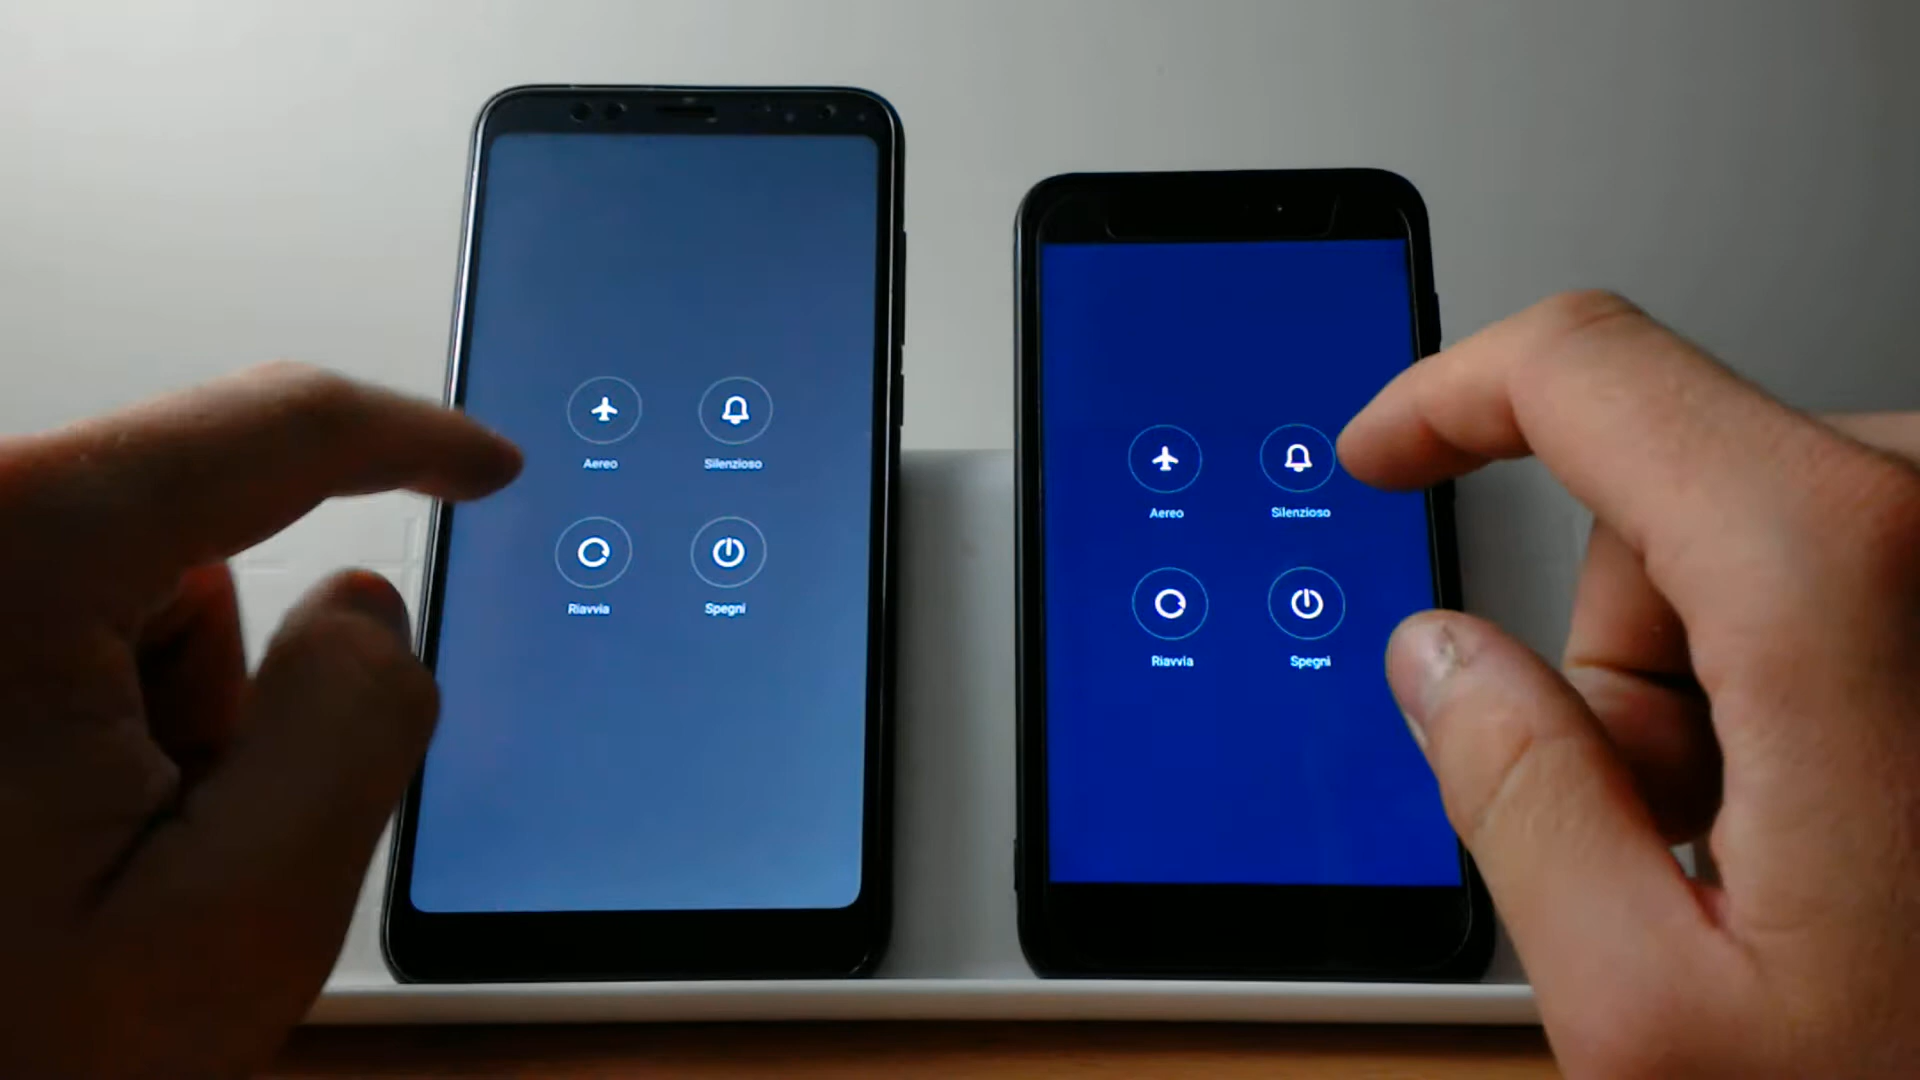 Aereo
Silenzioso
Riavvia
Spegni
Aereo
Silenzioso
Riavvia
Spegni